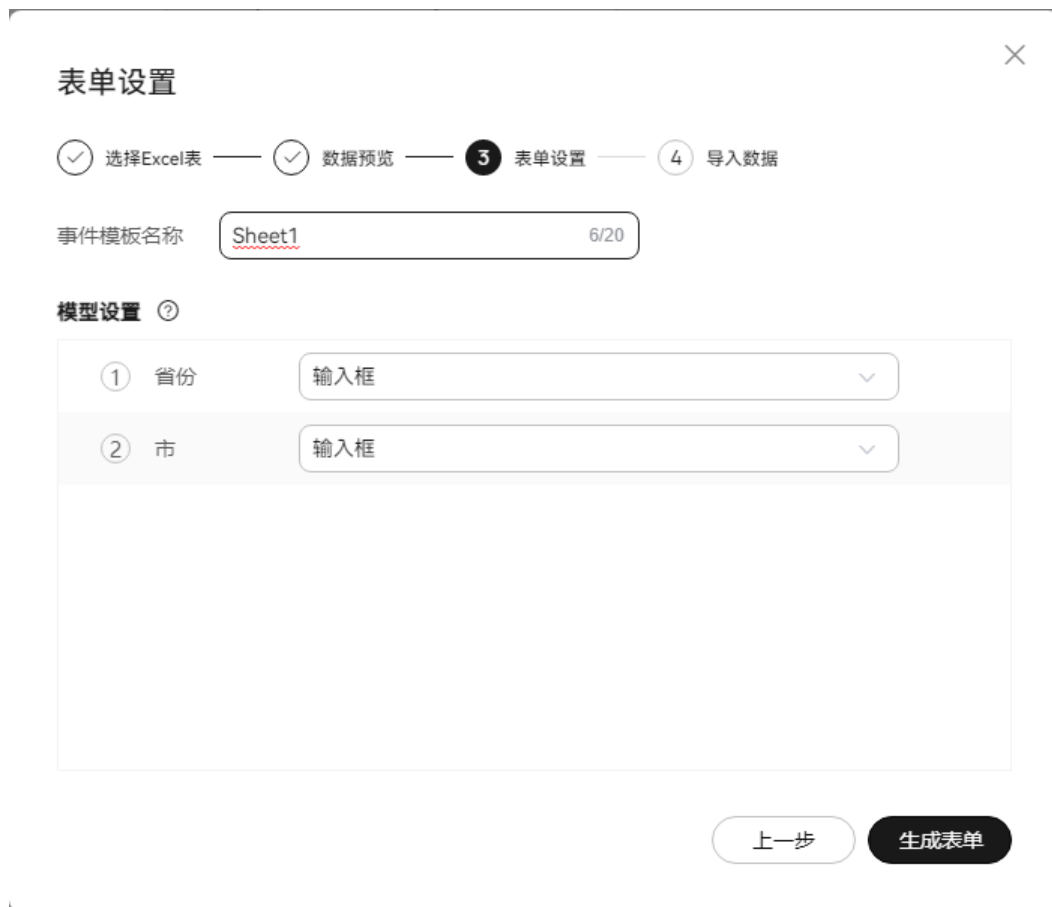 表单设置
选择Excel表 数据预览 3 表单设置 4 导入数据
事件模板名称 Sheet1 6/20
模型设置 ?
1 省份 输入框
2 市 输入框
上一步 生成表单